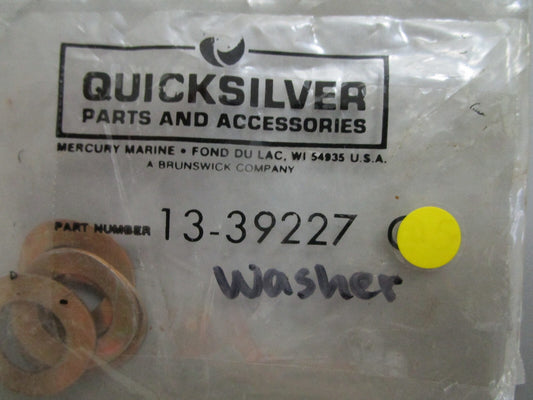 QUICKSILVER
PARTS AND ACCESSORIES
MERCURY MARINE • FOND DU LAC, WI 54935 U.S.A.
A BRUNSWICK COMPANY
PART NUMBER 13-39227
Washer